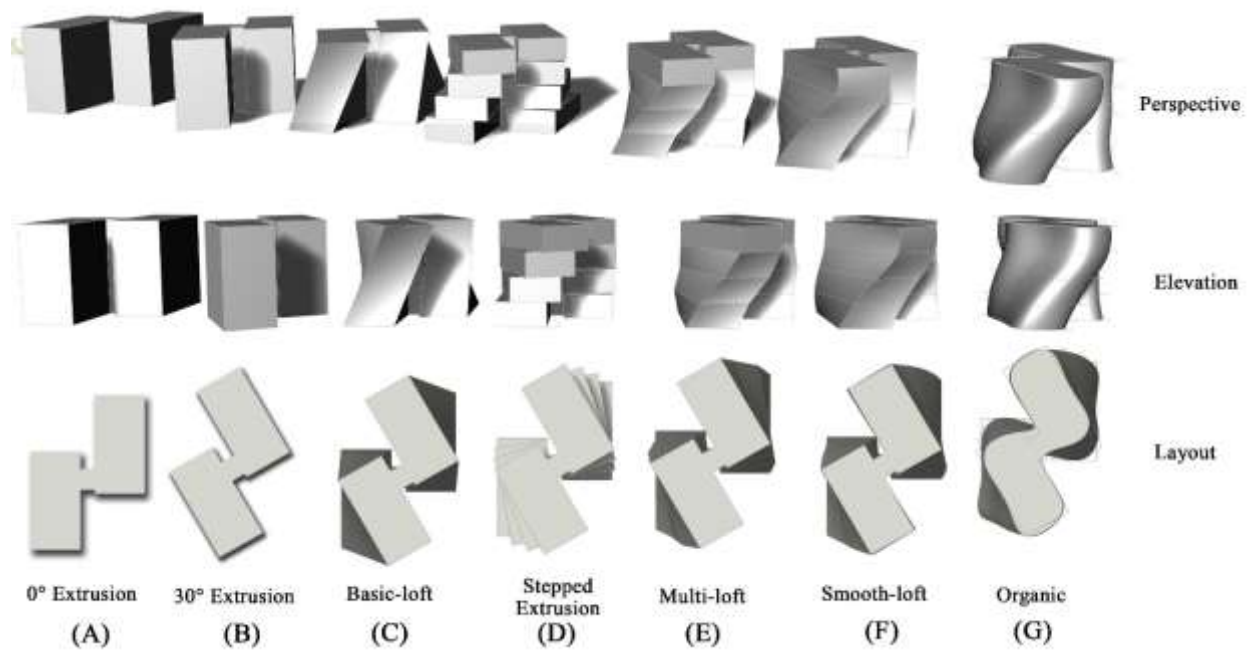 Perspective
Elevation
Layout
0° Extrusion
30° Extrusion
Basic-loft
Stepped
Extrusion
Multi-loft
Smooth-loft
Organic
(A)
(B)
(C)
(D)
(E)
(F)
(G)